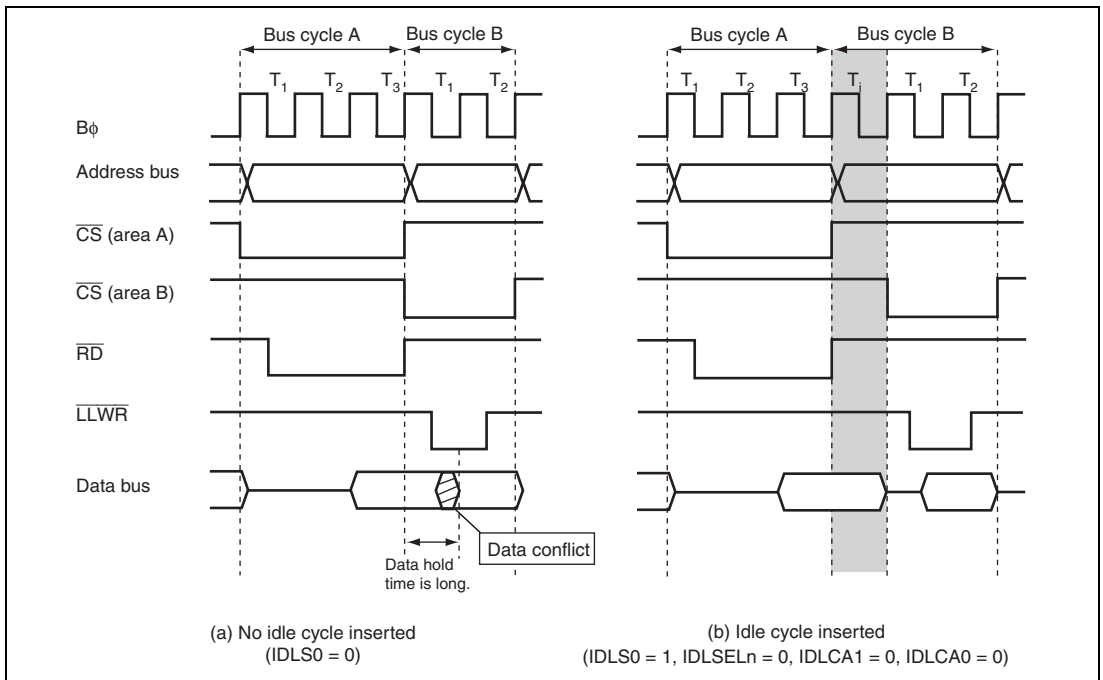 Bus cycle A Bus cycle B Bus cycle A Bus cycle B
T1 T2 T3 T1 T2 T1 T2 T3 Ti T1 T2
Bϕ
Address bus
CS (area A)
CS (area B)
RD
LLWR
Data bus
Data conflict
Data hold
time is long.
(a) No idle cycle inserted
(IDLS0 = 0)
(b) Idle cycle inserted
(IDLS0 = 1, IDLSELn = 0, IDLCA1 = 0, IDLCA0 = 0)